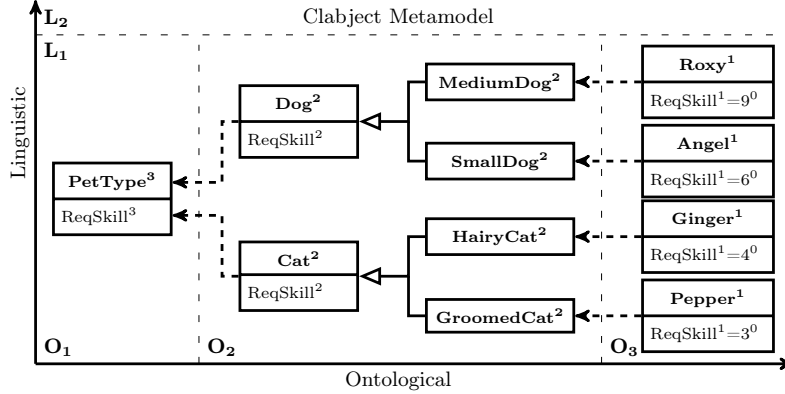 L₂ Clabject Metamodel
L₁
Linguistic
PetType³
ReqSkill³
Dog²
ReqSkill²
Cat²
ReqSkill²
MediumDog²
SmallDog²
HairyCat²
GroomedCat²
Roxy¹
ReqSkill¹=9⁰
Angel¹
ReqSkill¹=6⁰
Ginger¹
ReqSkill¹=4⁰
Pepper¹
ReqSkill¹=3⁰
O₁ O₂ O₃
Ontological